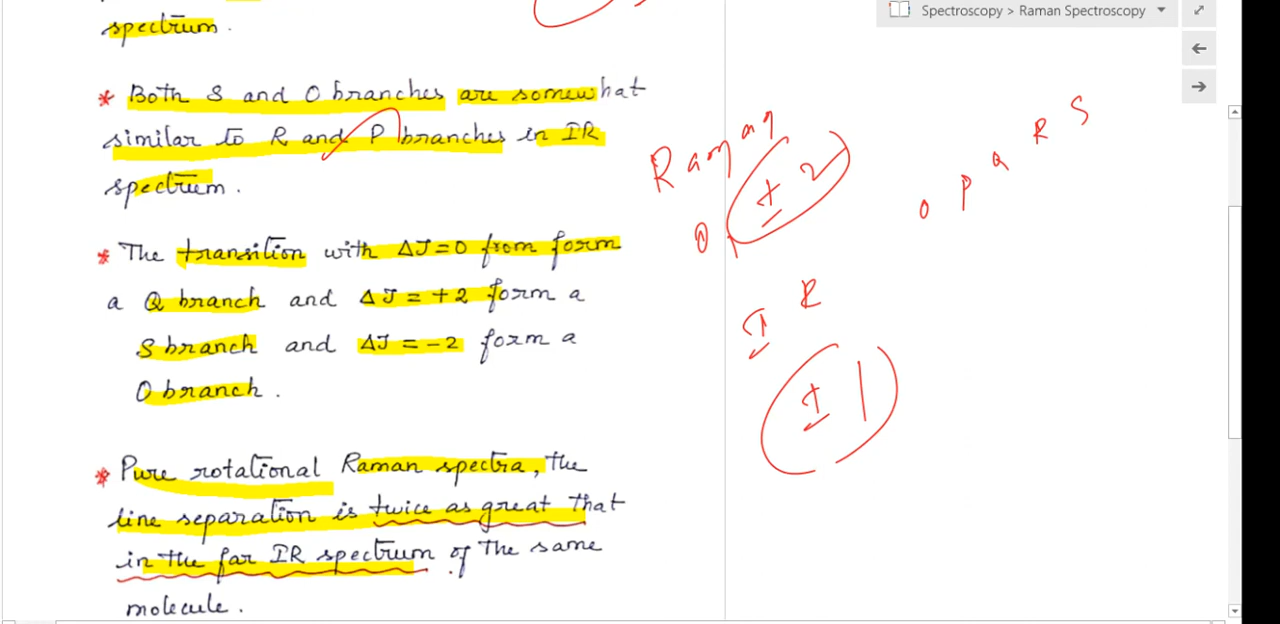 Spectroscopy > Raman Spectroscopy
spectrum.
* Both S and O branches are somewhat
similar to R and P branches in IR
spectrum.
* The transition with ΔJ=0 from form
a Q branch and ΔJ = +2 form a
S branch and ΔJ = -2 form a
O branch.
* Pure rotational Raman spectra, the
line separation is twice as great that
in the far IR spectrum of the same
molecule.
Raman
± 2
O P Q R S
I R
± 1